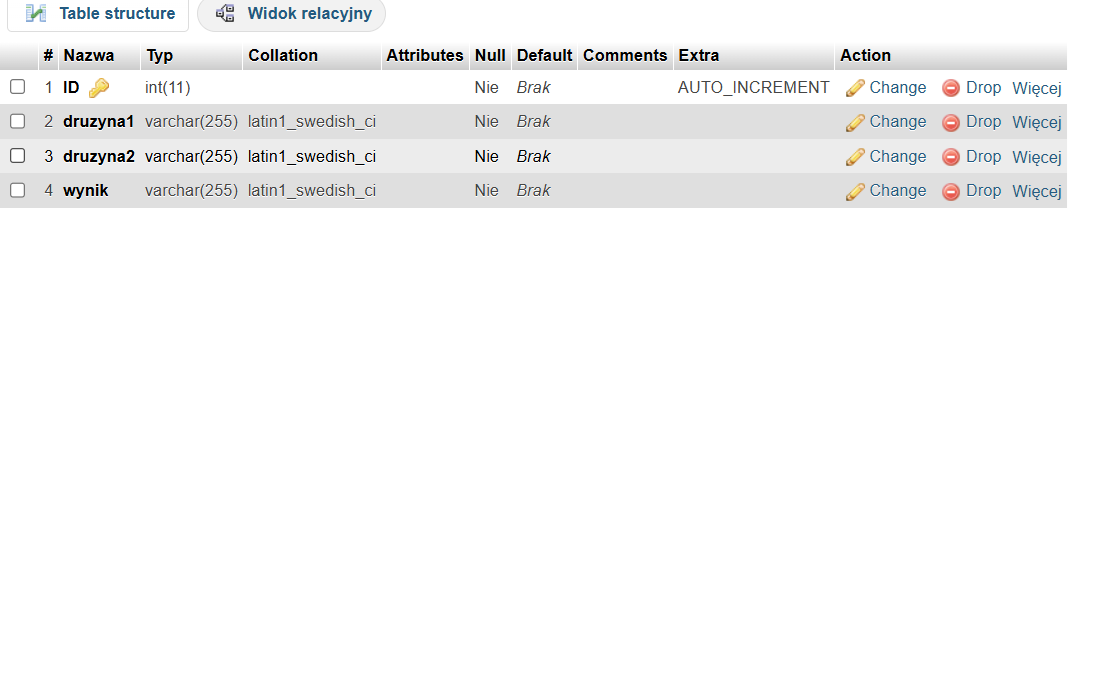 Table structure Widok relacyjny
# Nazwa Typ Collation Attributes Null Default Comments Extra Action
1 ID int(11) Nie Brak AUTO_INCREMENT Change Drop Więcej
2 druzyna1 varchar(255) latin1_swedish_ci Nie Brak Change Drop Więcej
3 druzyna2 varchar(255) latin1_swedish_ci Nie Brak Change Drop Więcej
4 wynik varchar(255) latin1_swedish_ci Nie Brak Change Drop Więcej